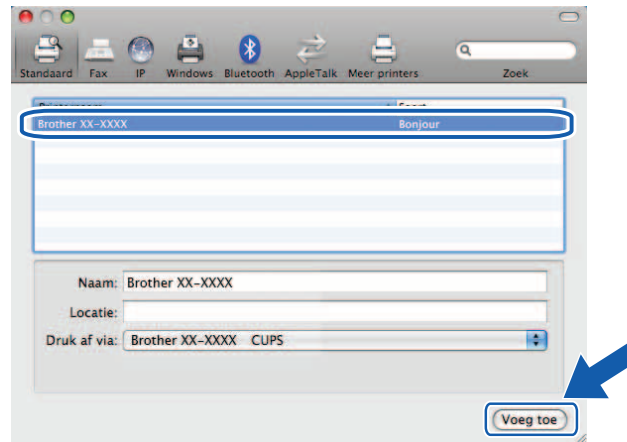 Standaard Fax IP Windows Bluetooth AppleTalk Meer printers Zoek
Brother XX-XXXX Bonjour
Naam: Brother XX-XXXX
Locatie:
Druk af via: Brother XX-XXXX CUPS
Voeg toe